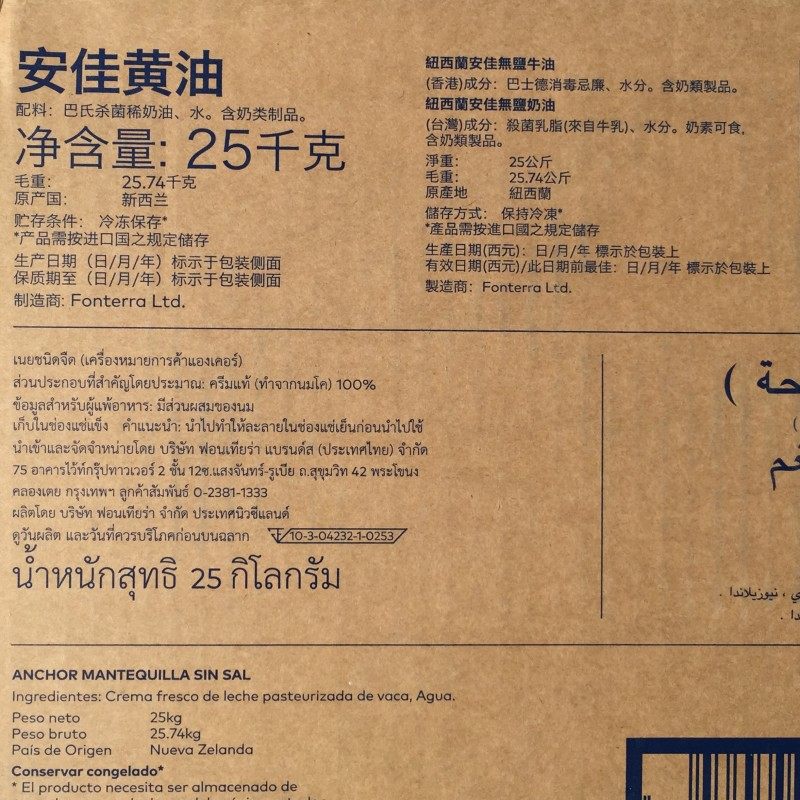 安佳黄油
配料：巴氏杀菌稀奶油、水。含奶类制品。
净含量: 25千克
毛重： 25.74千克
原产国： 新西兰
贮存条件： 冷冻保存*
*产品需按进口国之规定储存
生产日期（日/月/年）标示于包装侧面
保质期至（日/月/年）标示于包装侧面
制造商: Fonterra Ltd.
紐西蘭安佳無鹽牛油
(香港)成分：巴士德消毒忌廉、水分。含奶類製品。
紐西蘭安佳無鹽奶油
(台灣)成分：殺菌乳脂(來自牛乳)、水分。奶素可食，
含奶類製品。
淨重： 25公斤
毛重： 25.74公斤
原產地 紐西蘭
儲存方式： 保持冷凍*
*產品需按進口國之規定儲存
生產日期(西元)：日/月/年 標示於包裝上
有效日期(西元)/此日期前最佳：日/月/年 標示於包裝上
製造商： Fonterra Ltd.
เนยชนิดจืด (เครื่องหมายการค้าแองเคอร์)
ส่วนประกอบที่สำคัญโดยประมาณ: ครีมแท้ (ทำจากนมโค) 100%
ข้อมูลสำหรับผู้แพ้อาหาร: มีส่วนผสมของนม
เก็บในช่องแช่แข็ง คำแนะนำ: นำไปทำให้ละลายในช่องแช่เย็นก่อนนำไปใช้
นำเข้าและจัดจำหน่ายโดย บริษัท ฟอนเทียร่า แบรนด์ส (ประเทศไทย) จำกัด
75 อาคารไว้ท์กรุ๊ปทาวเวอร์ 2 ชั้น 12ซ.แสงจันทร์-รูเบีย ถ.สุขุมวิท 42 พระโขนง
คลองเตย กรุงเทพฯ ลูกค้าสัมพันธ์ 0-2381-1333
ผลิตโดย บริษัท ฟอนเทียร่า จำกัด ประเทศนิวซีแลนด์
ดูวันผลิต และวันที่ควรบริโภคก่อนบนฉลาก 10-3-04232-1-0253
น้ำหนักสุทธิ 25 กิโลกรัม
، نيوزيلاندا .
ANCHOR MANTEQUILLA SIN SAL
Ingredientes: Crema fresco de leche pasteurizada de vaca, Agua.
Peso neto 25kg
Peso bruto 25.74kg
País de Origen Nueva Zelanda
Conservar congelado*
* El producto necesita ser almacenado de